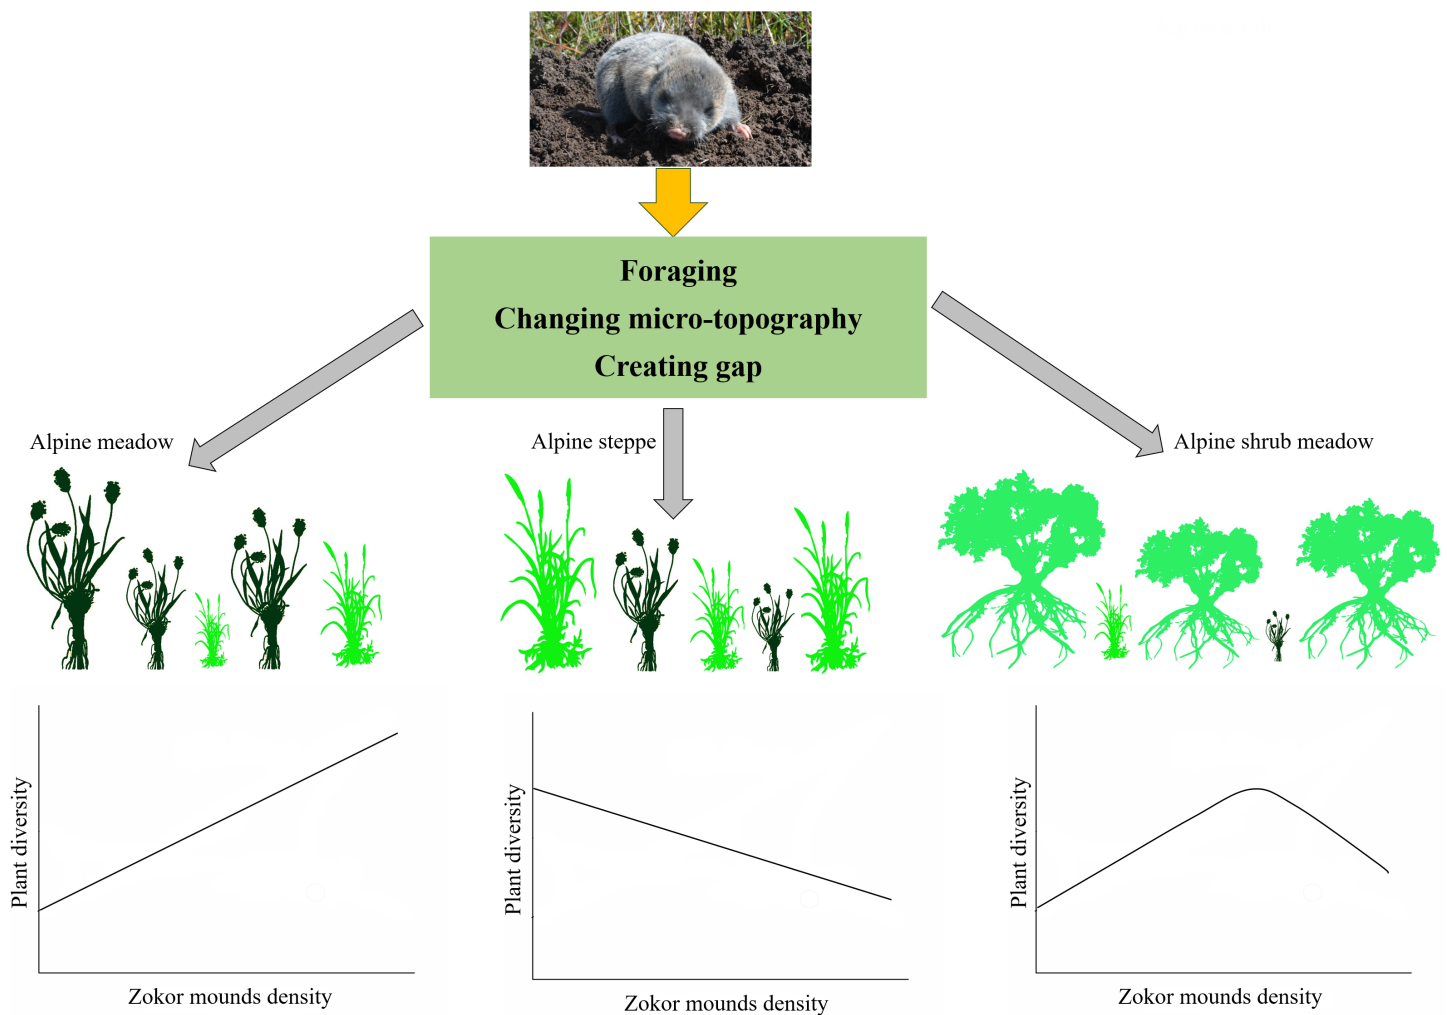 Foraging
Changing micro-topography
Creating gap
Alpine meadow
Alpine steppe
Alpine shrub meadow
Plant diversity
Zokor mounds density
Plant diversity
Zokor mounds density
Plant diversity
Zokor mounds density